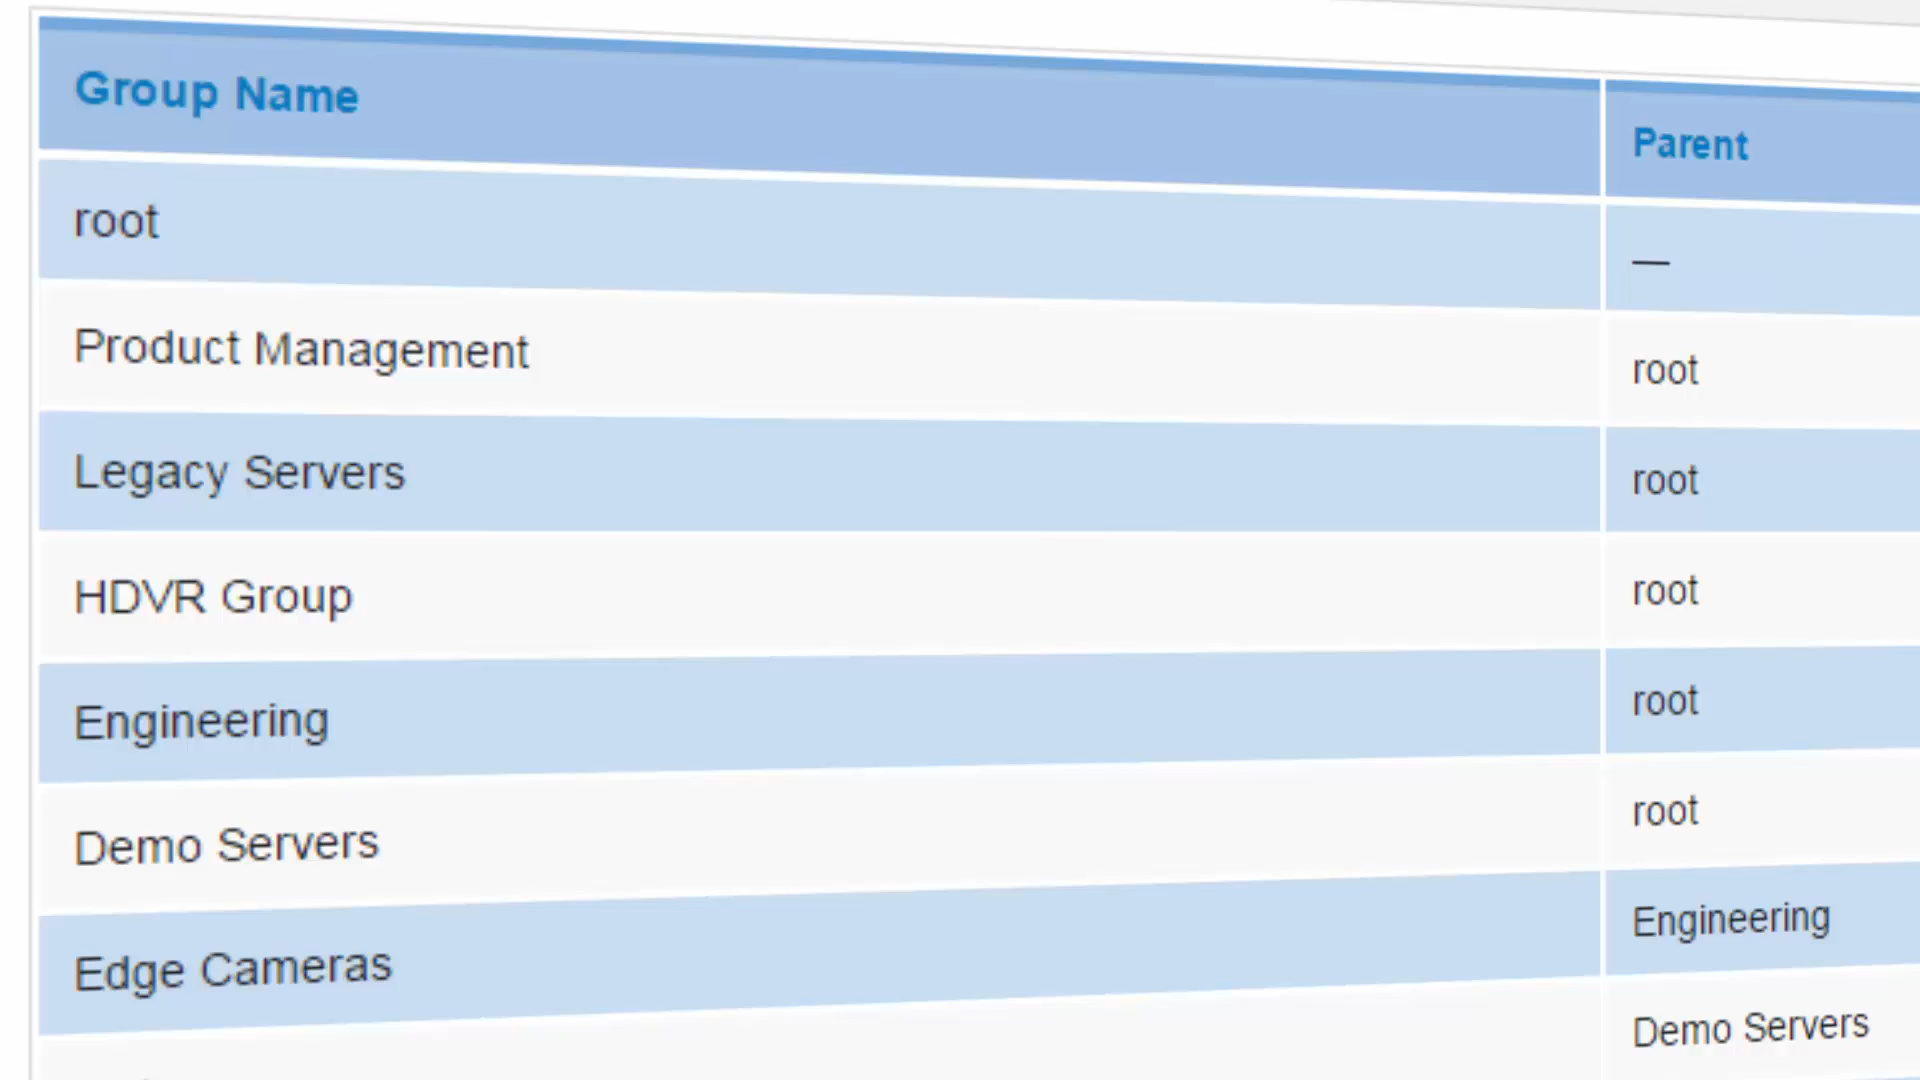 Group Name Parent
root —
Product Management root
Legacy Servers root
HDVR Group root
Engineering root
Demo Servers root
Edge Cameras Engineering
Demo Servers